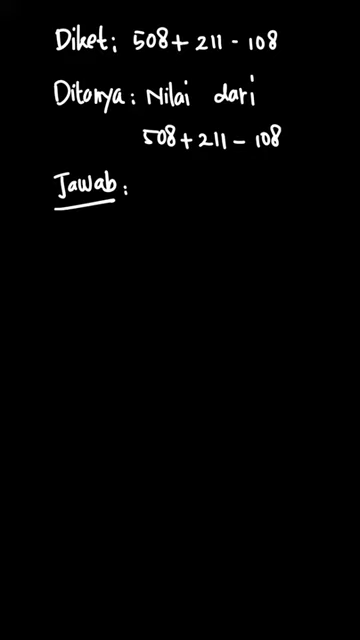 Diket: 508 + 211 - 108
Ditanya: Nilai dari
508 + 211 - 108
Jawab: